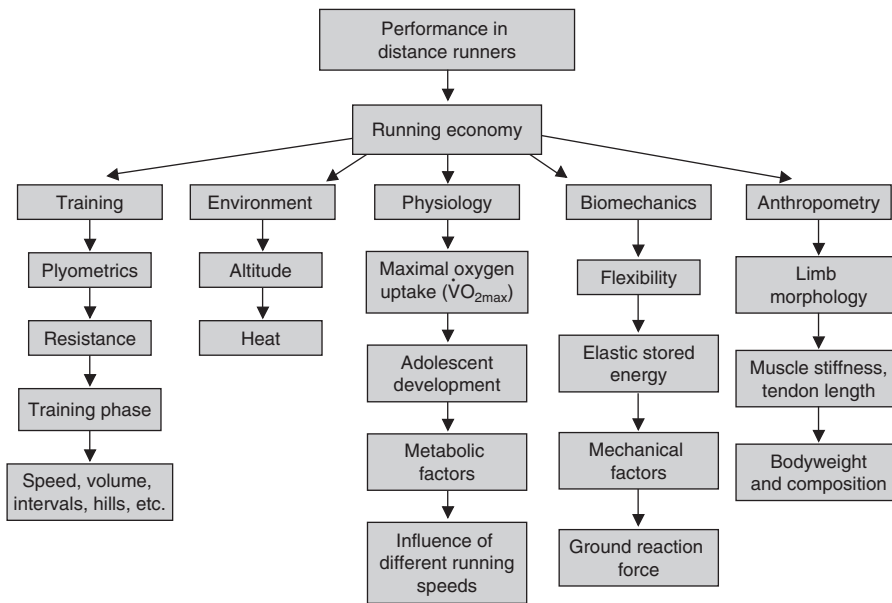 Performance in
distance runners
Running economy
Training
Environment
Physiology
Biomechanics
Anthropometry
Plyometrics
Resistance
Training phase
Speed, volume,
intervals, hills, etc.
Altitude
Heat
Maximal oxygen
uptake (V̇O₂max)
Adolescent
development
Metabolic
factors
Influence of
different running
speeds
Flexibility
Elastic stored
energy
Mechanical
factors
Ground reaction
force
Limb
morphology
Muscle stiffness,
tendon length
Bodyweight
and composition